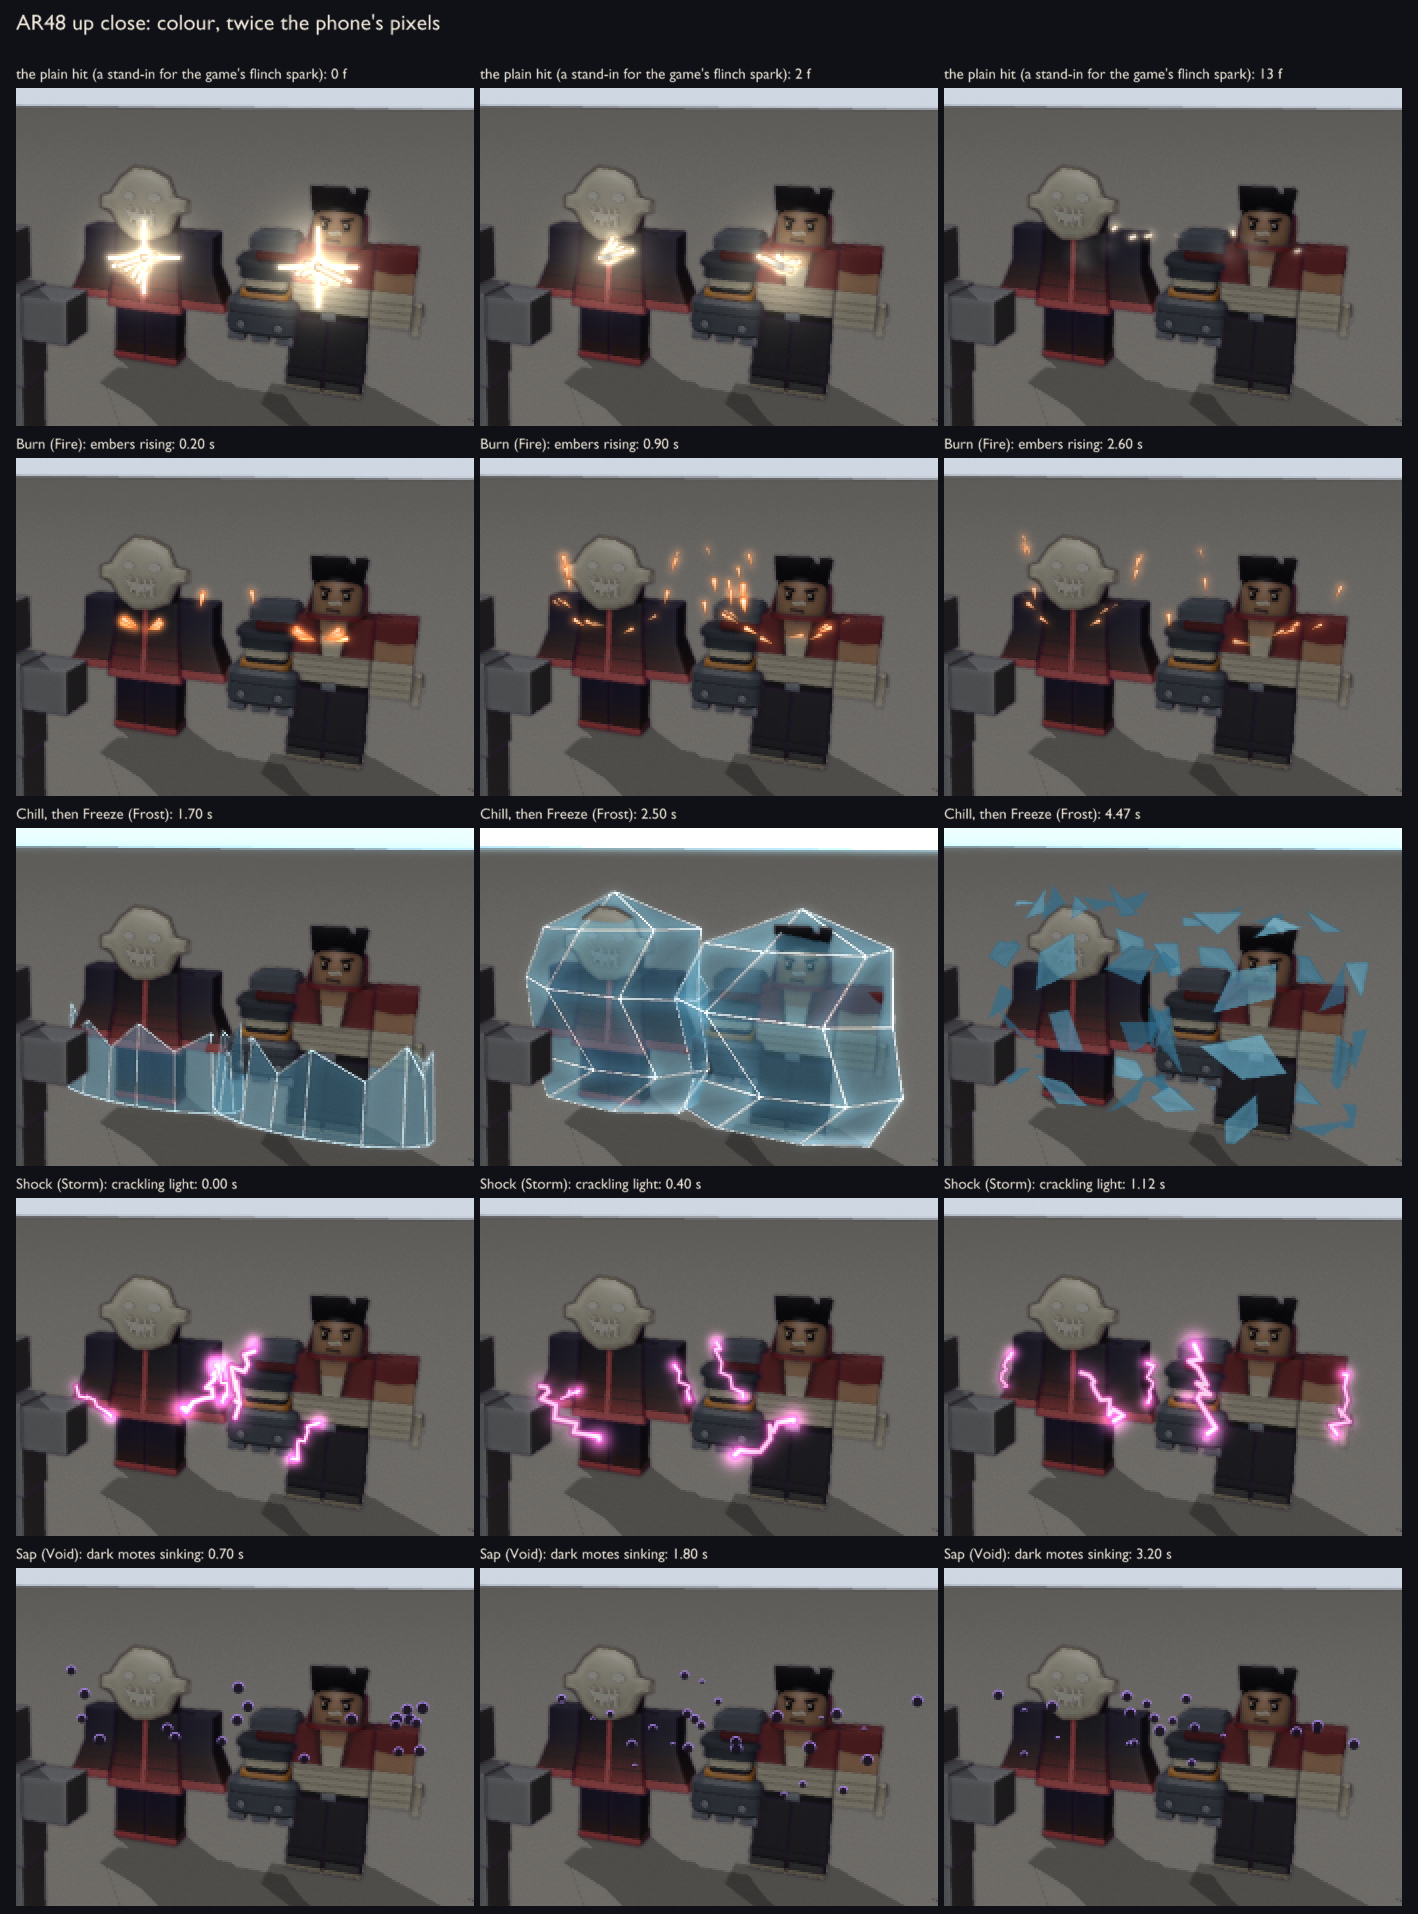 AR48 up close: colour, twice the phone's pixels
the plain hit (a stand-in for the game's flinch spark): 0 f
the plain hit (a stand-in for the game's flinch spark): 2 f
the plain hit (a stand-in for the game's flinch spark): 13 f
Burn (Fire): embers rising: 0.20 s
Burn (Fire): embers rising: 0.90 s
Burn (Fire): embers rising: 2.60 s
Chill, then Freeze (Frost): 1.70 s
Chill, then Freeze (Frost): 2.50 s
Chill, then Freeze (Frost): 4.47 s
Shock (Storm): crackling light: 0.00 s
Shock (Storm): crackling light: 0.40 s
Shock (Storm): crackling light: 1.12 s
Sap (Void): dark motes sinking: 0.70 s
Sap (Void): dark motes sinking: 1.80 s
Sap (Void): dark motes sinking: 3.20 s